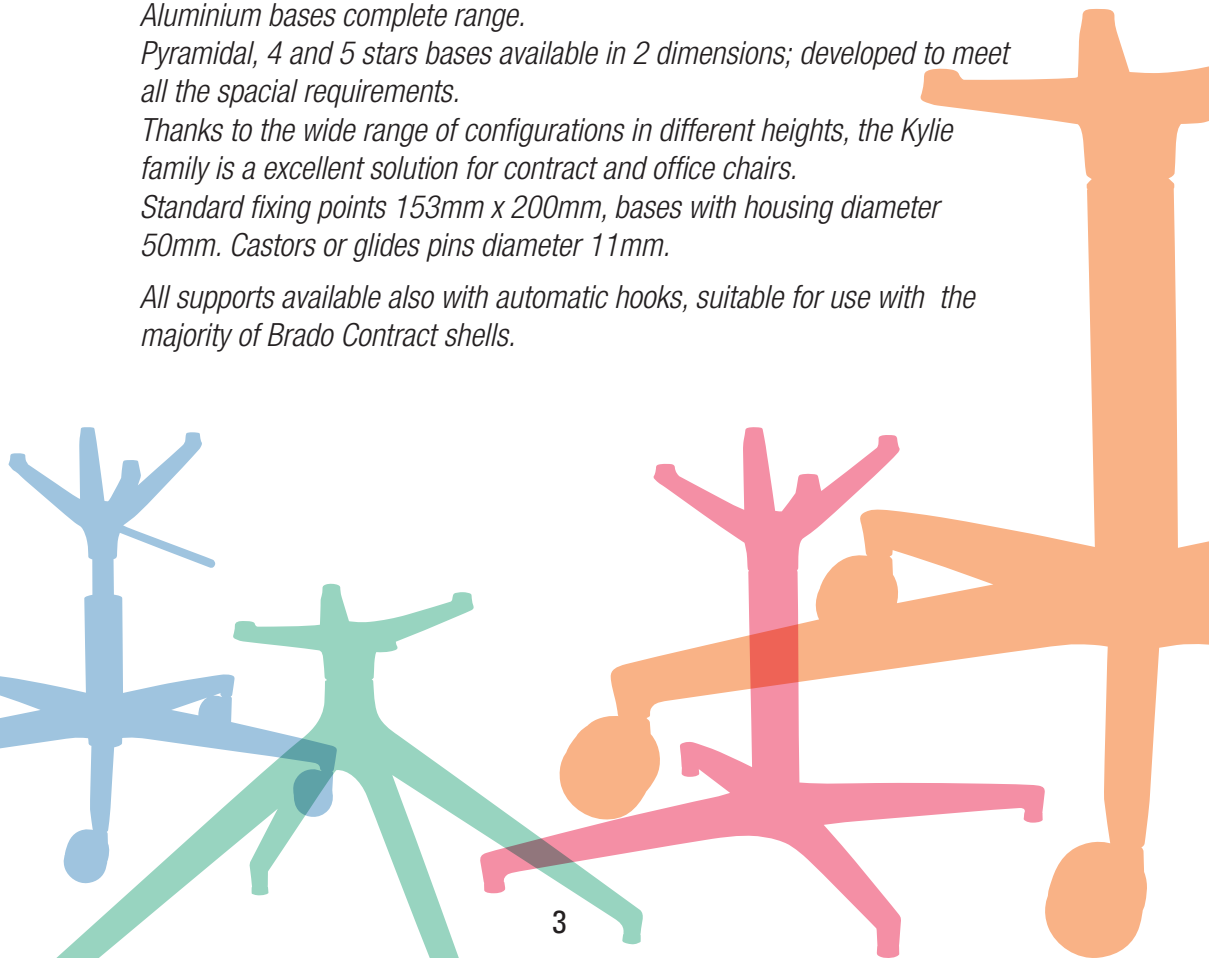 Aluminium bases complete range.
Pyramidal, 4 and 5 stars bases available in 2 dimensions; developed to meet
all the spacial requirements.
Thanks to the wide range of configurations in different heights, the Kylie
family is a excellent solution for contract and office chairs.
Standard fixing points 153mm x 200mm, bases with housing diameter
50mm. Castors or glides pins diameter 11mm.
All supports available also with automatic hooks, suitable for use with the
majority of Brado Contract shells.
3